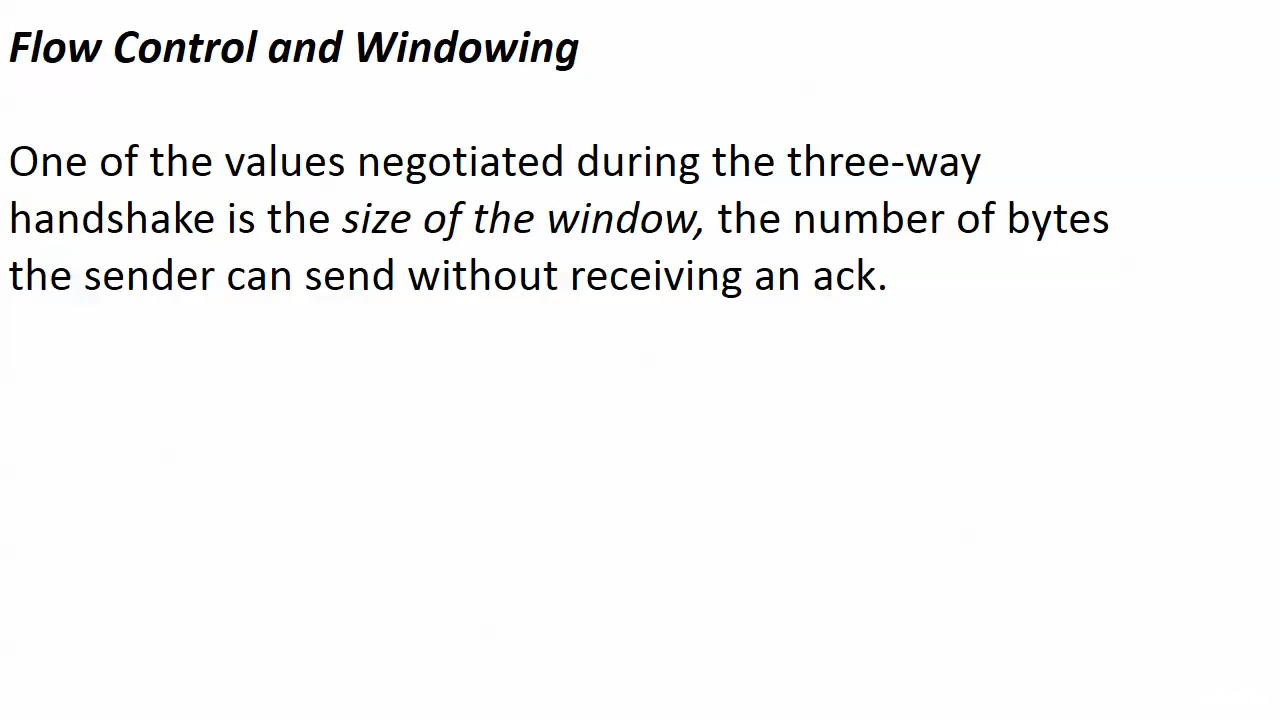 Flow Control and Windowing
One of the values negotiated during the three-way
handshake is the size of the window, the number of bytes
the sender can send without receiving an ack.